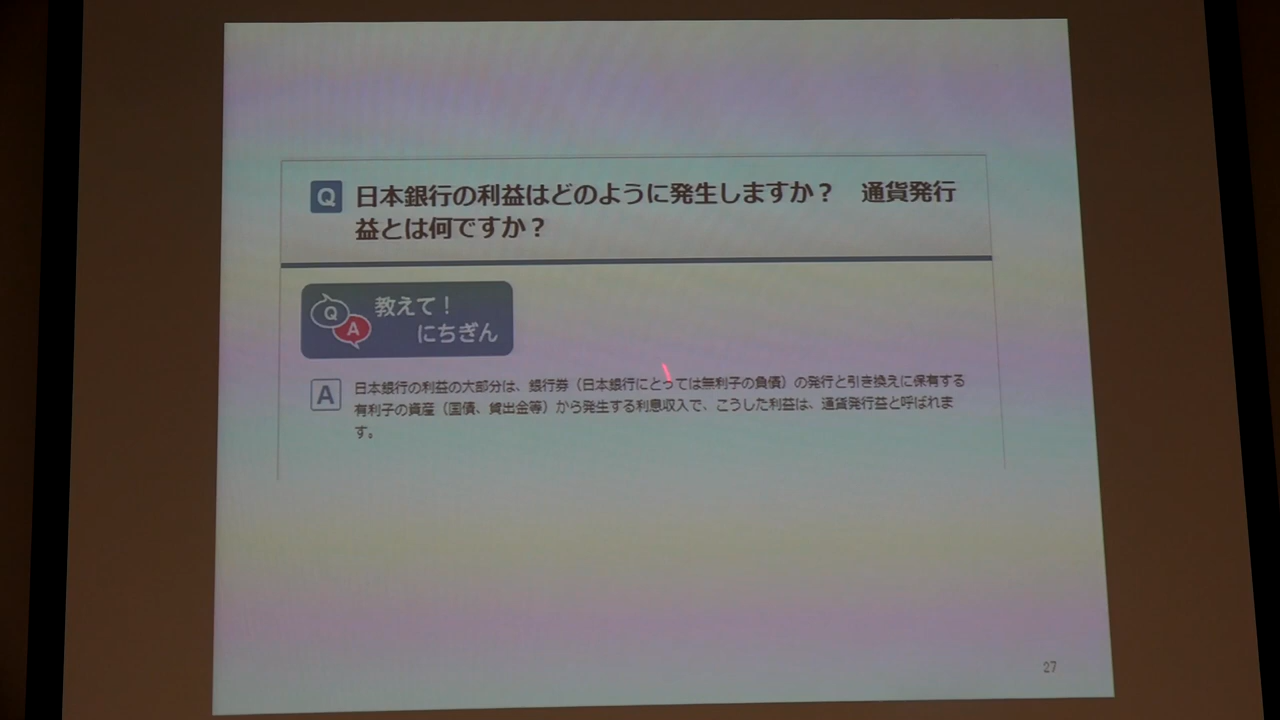 Q 日本銀行の利益はどのように発生しますか？　通貨発行
益とは何ですか？
Q A 教えて！
にちぎん
A 日本銀行の利益の大部分は、銀行券（日本銀行にとっては無利子の負債）の発行と引き換えに保有する
有利子の資産（国債、貸出金等）から発生する利息収入で、こうした利益は、通貨発行益と呼ばれま
す。
27